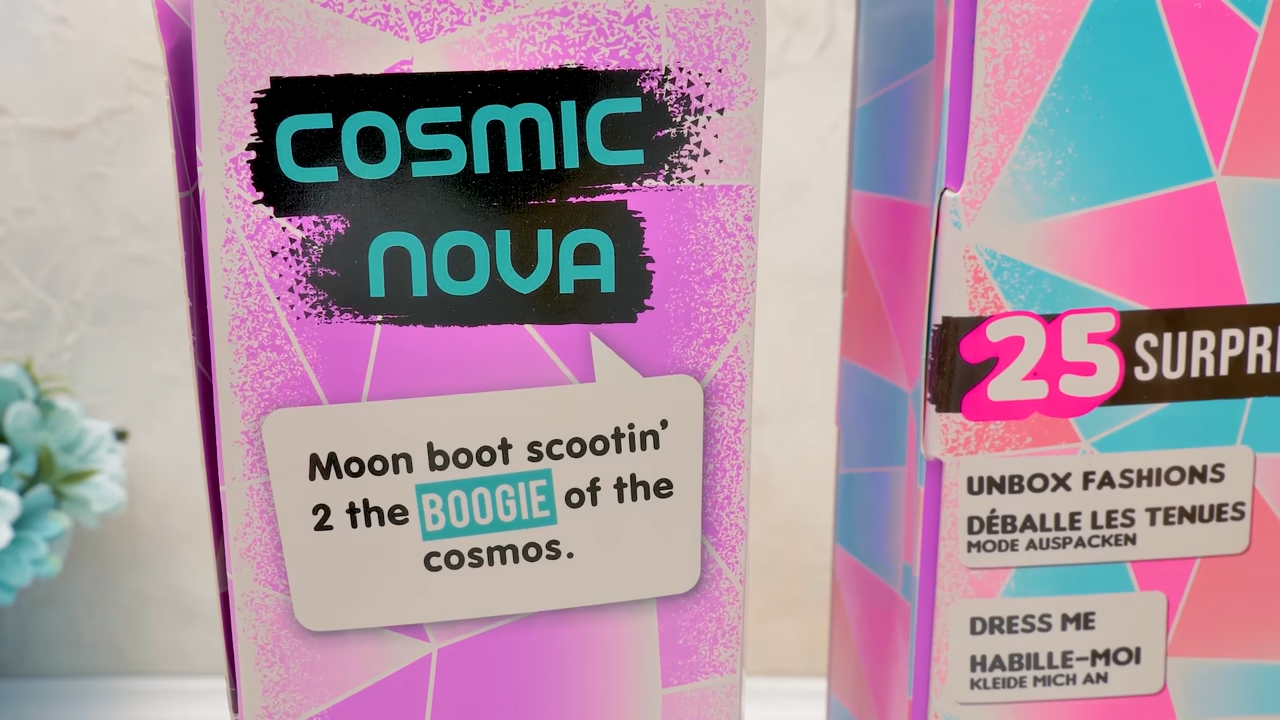 COSMIC
NOVA
Moon boot scootin'
2 the BOOGIE of the
cosmos.
25
UNBOX FASHIONS
DÉBALLE LES TENUES
MODE AUSPACKEN
DRESS ME
HABILLE-MOI
KLEIDE MICH AN